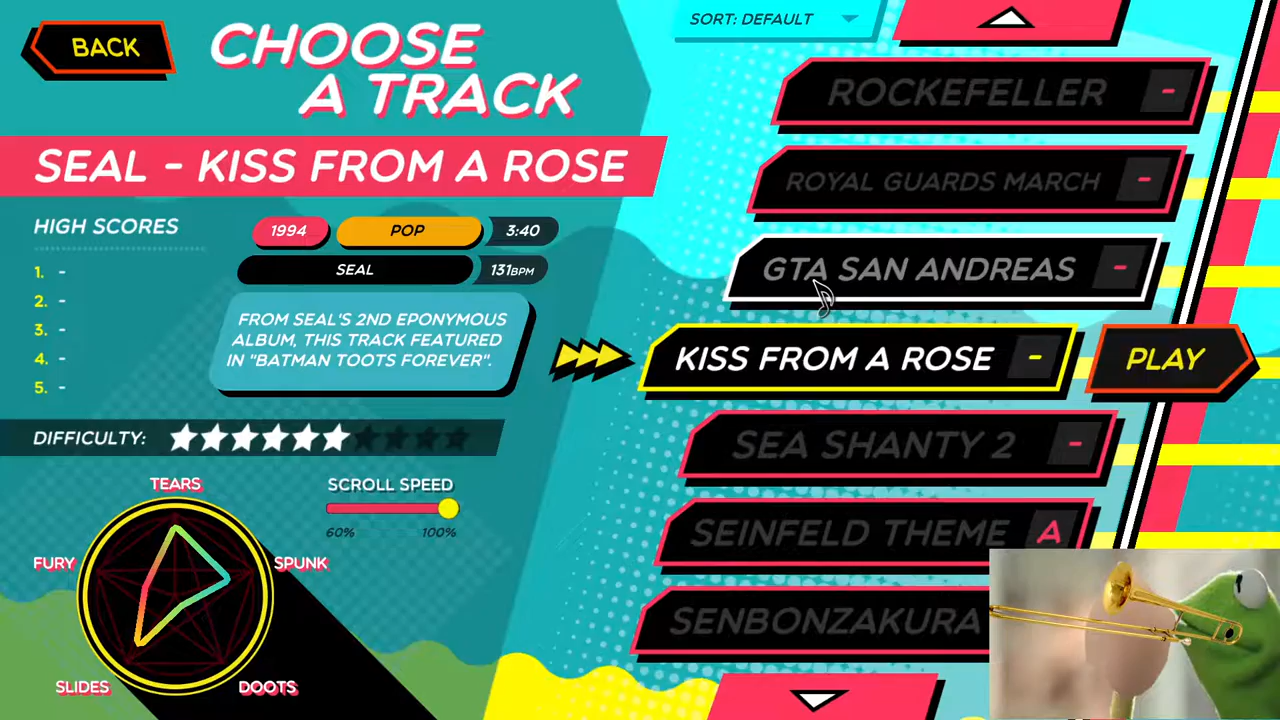 BACK
CHOOSE
A TRACK
SORT: DEFAULT
SEAL - KISS FROM A ROSE
HIGH SCORES
1. -
2. -
3. -
4. -
5. -
1994
POP
3:40
SEAL
131BPM
FROM SEAL'S 2ND EPONYMOUS
ALBUM, THIS TRACK FEATURED
IN "BATMAN TOOTS FOREVER".
DIFFICULTY:
TEARS
FURY
SPUNK
SLIDES
DOOTS
SCROLL SPEED
60%
100%
ROCKEFELLER -
ROYAL GUARDS MARCH -
GTA SAN ANDREAS -
KISS FROM A ROSE -
PLAY
SEA SHANTY 2 -
SEINFELD THEME A
SENBONZAKURA